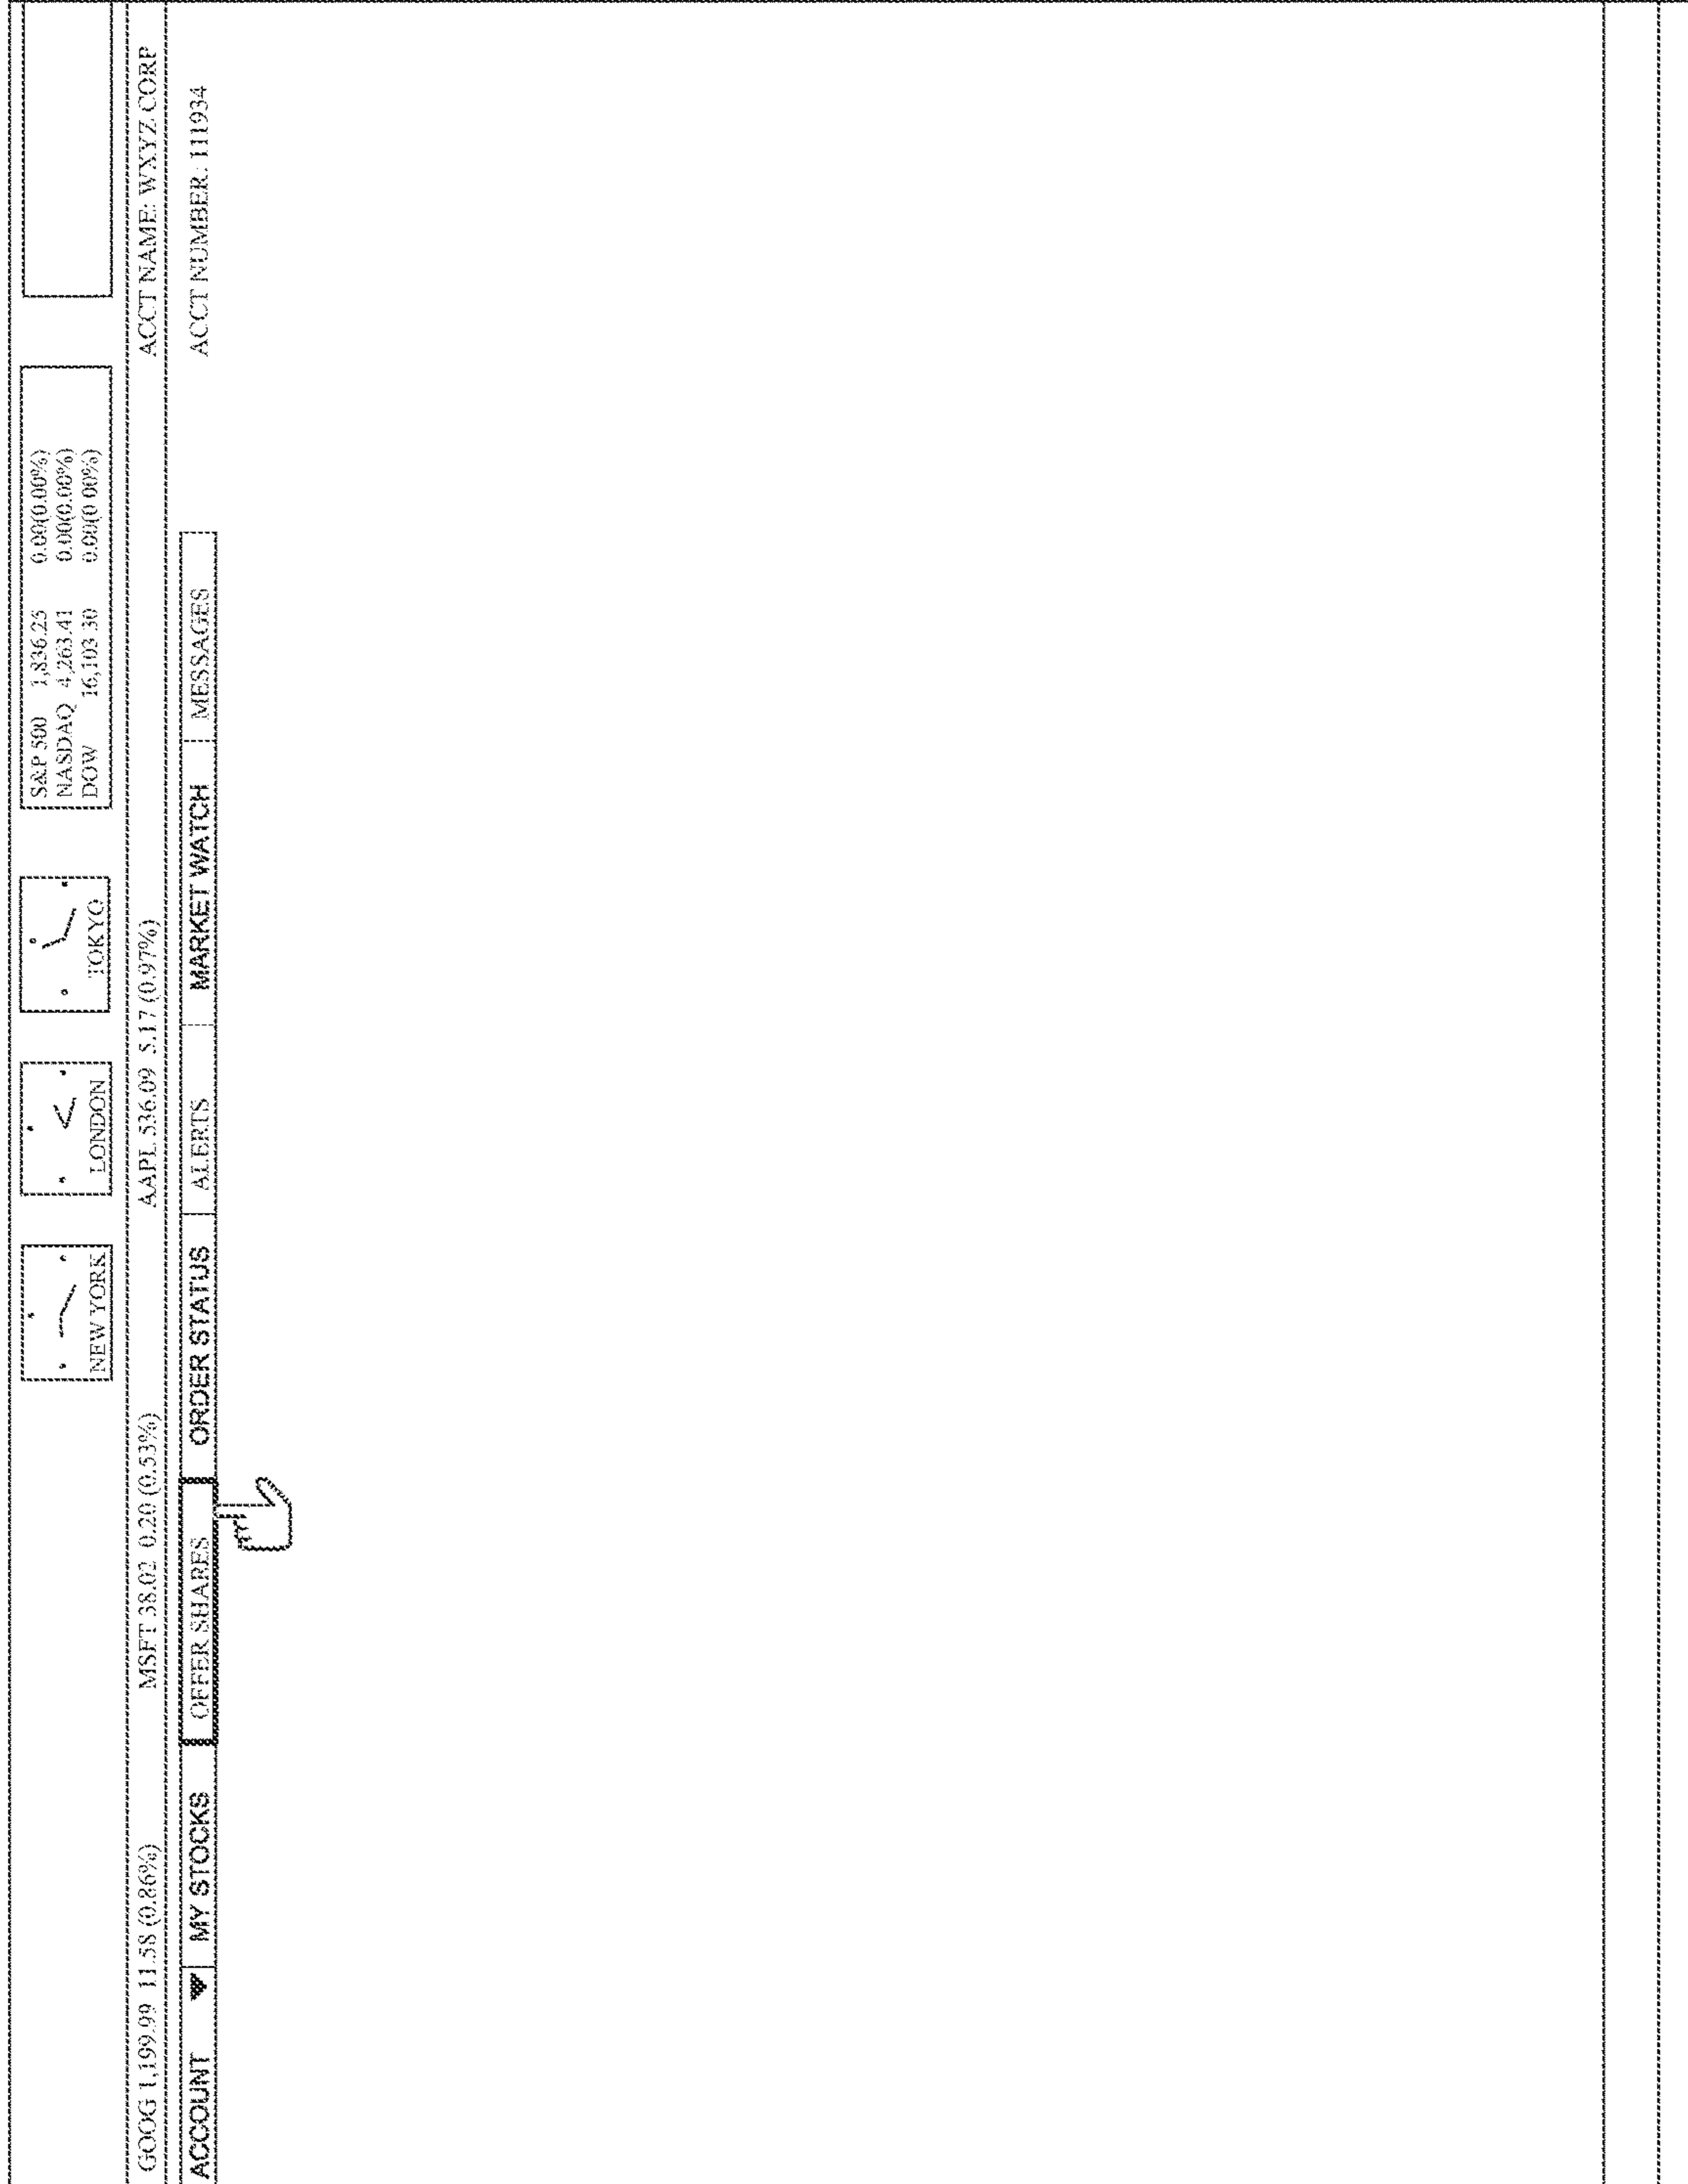 NEW YORK
LONDON
TOKYO
S&P 500 1,836.25 0.00(0.00%)
NASDAQ 4,263.41 0.00(0.00%)
DOW 16,103.30 0.00(0.00%)
GOOG 1,199.99 11.58 (0.86%) MSFT 38.02 0.20 (0.53%) AAPL 536.09 5.17 (0.97%) ACCT NAME: WXYZ CORP
ACCOUNT MY STOCKS OFFER SHARES ORDER STATUS ALERTS MARKET WATCH MESSAGES ACCT NUMBER: 111934